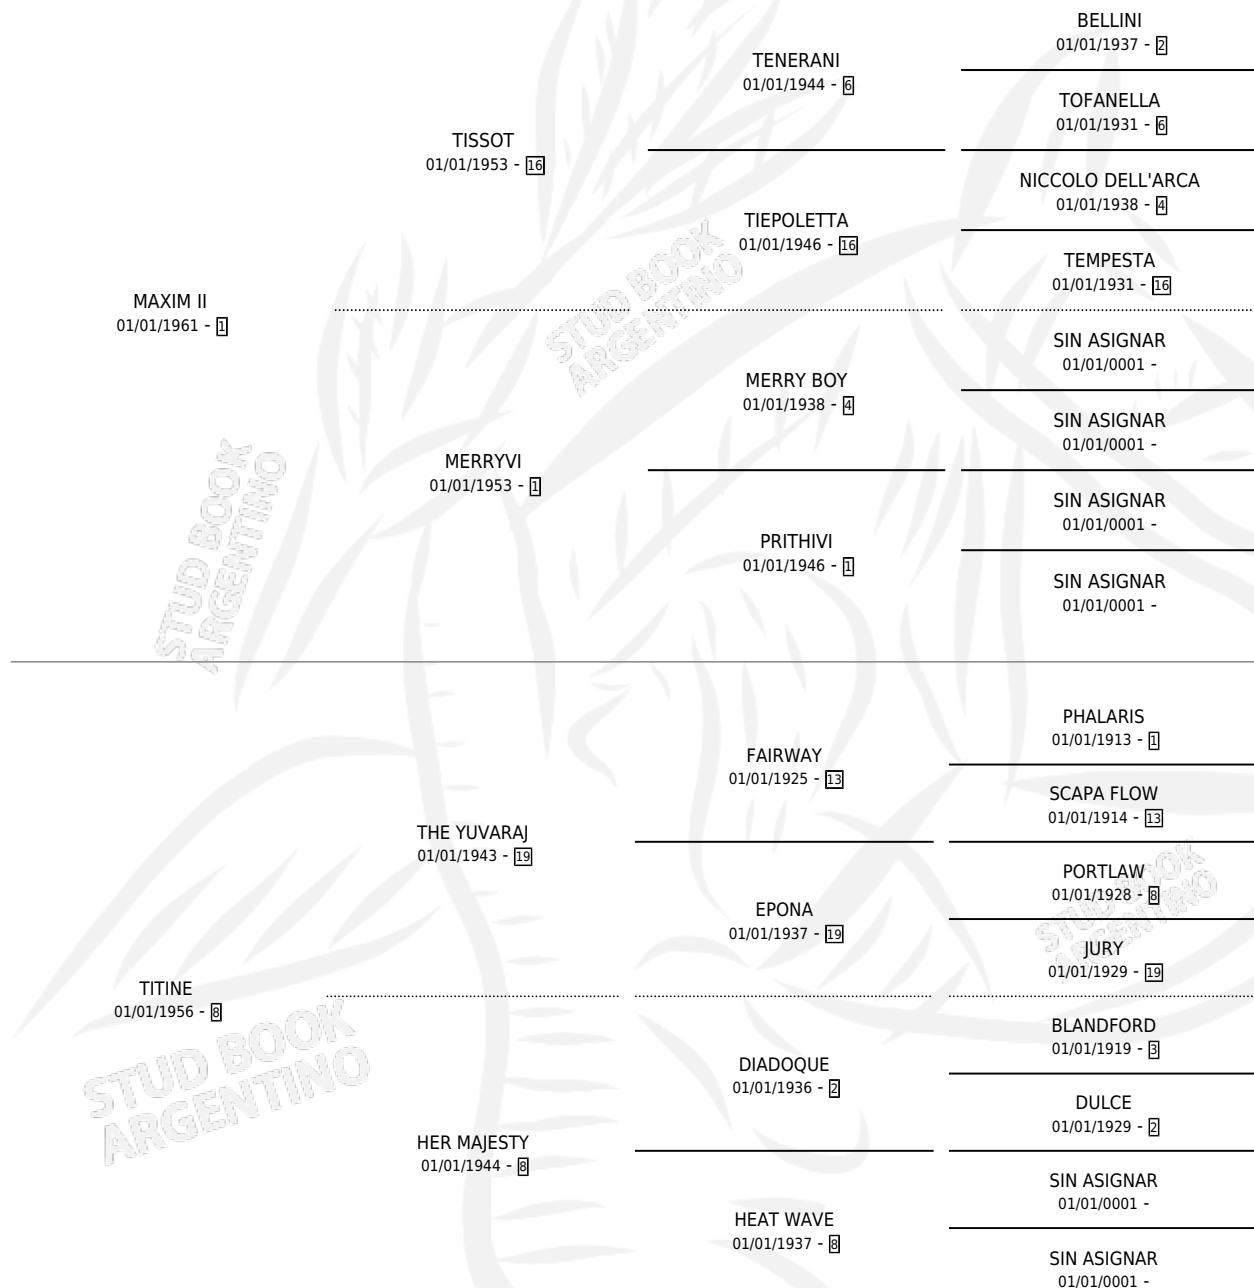 BELLINI
01/01/1937 - 2
TENERANI
01/01/1944 - 6
TOFANELLA
01/01/1931 - 6
TISSOT
01/01/1953 - 16
NICCOLO DELL'ARCA
01/01/1938 - 4
TIEPOLETTA
01/01/1946 - 16
TEMPESTA
01/01/1931 - 16
MAXIM II
01/01/1961 - 1
STUD BOOK
ARGENTINO
SIN ASIGNAR
01/01/0001 -
MERRY BOY
01/01/1938 - 4
SIN ASIGNAR
01/01/0001 -
MERRYVI
01/01/1953 - 1
SIN ASIGNAR
01/01/0001 -
PRITHIVI
01/01/1946 - 1
SIN ASIGNAR
01/01/0001 -
STUD BOOK
ARGENTINO
PHALARIS
01/01/1913 - 1
FAIRWAY
01/01/1925 - 13
SCAPA FLOW
01/01/1914 - 13
THE YUVARAJ
01/01/1943 - 19
PORTLAW
01/01/1928 - 8
EPONA
01/01/1937 - 19
STUD BOOK
ARGENTINO
JURY
01/01/1929 - 19
TITINE
01/01/1956 - 8
BLANDFORD
01/01/1919 - 3
STUD BOOK
ARGENTINO
DIADOQUE
01/01/1936 - 2
DULCE
01/01/1929 - 2
HER MAJESTY
01/01/1944 - 8
SIN ASIGNAR
01/01/0001 -
HEAT WAVE
01/01/1937 - 8
SIN ASIGNAR
01/01/0001 -